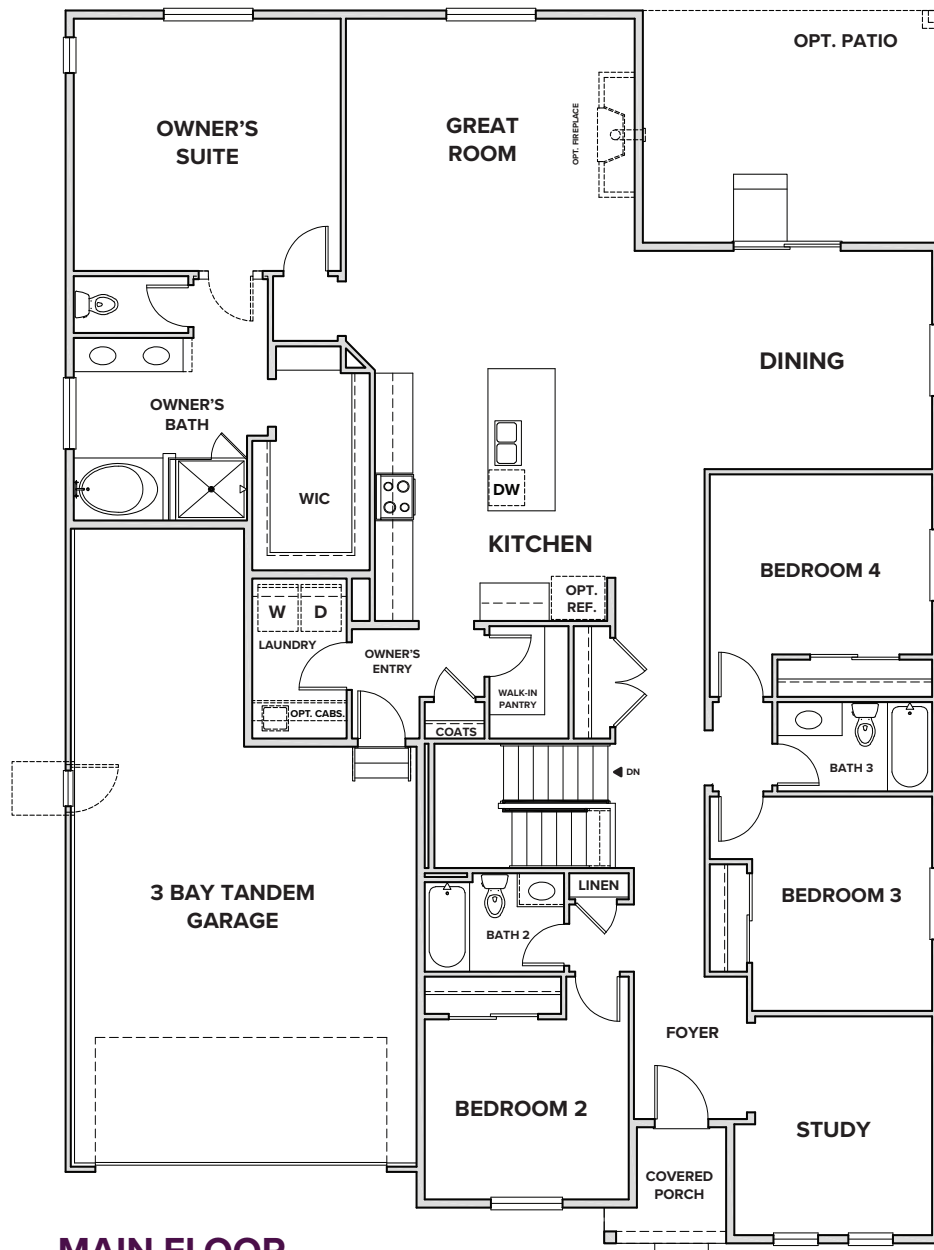 OPT. PATIO
OWNER'S
SUITE
GREAT
ROOM
OPT. FIREPLACE
DINING
OWNER'S
BATH
WIC
DW
KITCHEN
BEDROOM 4
OPT.
REF.
W D
LAUNDRY
OWNER'S
ENTRY
WALK-IN
PANTRY
OPT. CABS.
COATS
DN
BATH 3
3 BAY TANDEM
GARAGE
LINEN
BEDROOM 3
BATH 2
FOYER
BEDROOM 2
STUDY
COVERED
PORCH
MAIN FLOOR